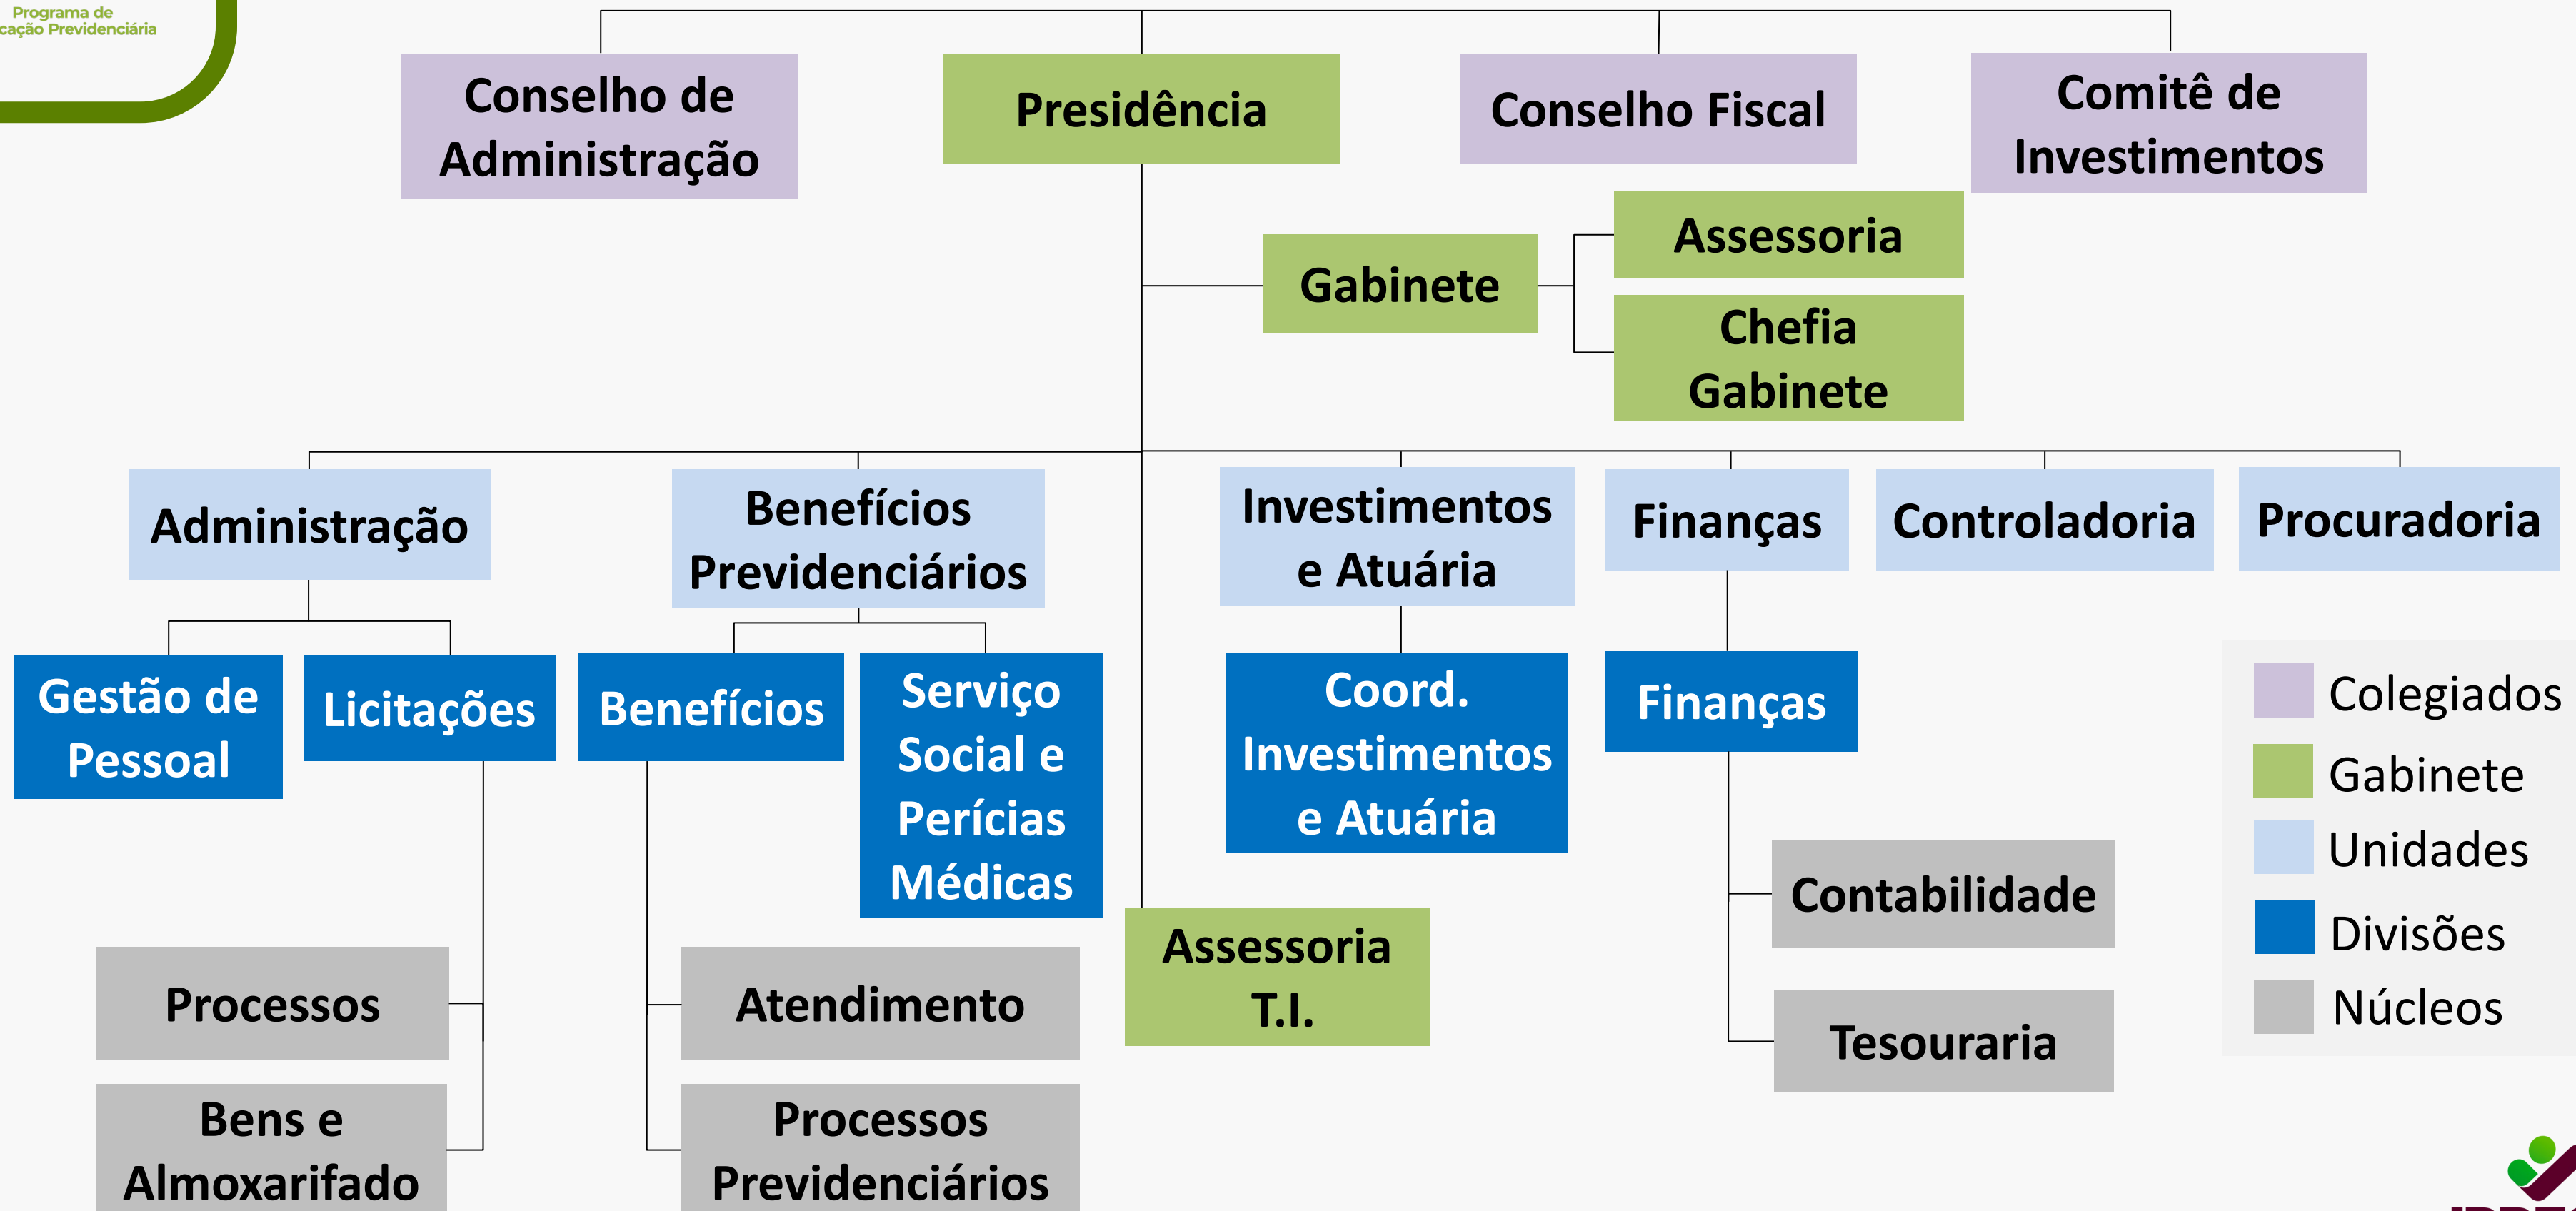 Programa de
Previdenciária
Conselho de
Administração
Presidência
Conselho Fiscal
Comitê de
Investimentos
Gabinete
Assessoria
Chefia
Gabinete
Administração
Benefícios
Previdenciários
Investimentos
e Atuária
Finanças
Controladoria
Procuradoria
Gestão de
Pessoal
Licitações
Benefícios
Serviço
Social e
Perícias
Médicas
Coord.
Investimentos
e Atuária
Finanças
Processos
Bens e
Almoxarifado
Atendimento
Processos
Previdenciários
Assessoria
T.I.
Contabilidade
Tesouraria
Colegiados
Gabinete
Unidades
Divisões
Núcleos